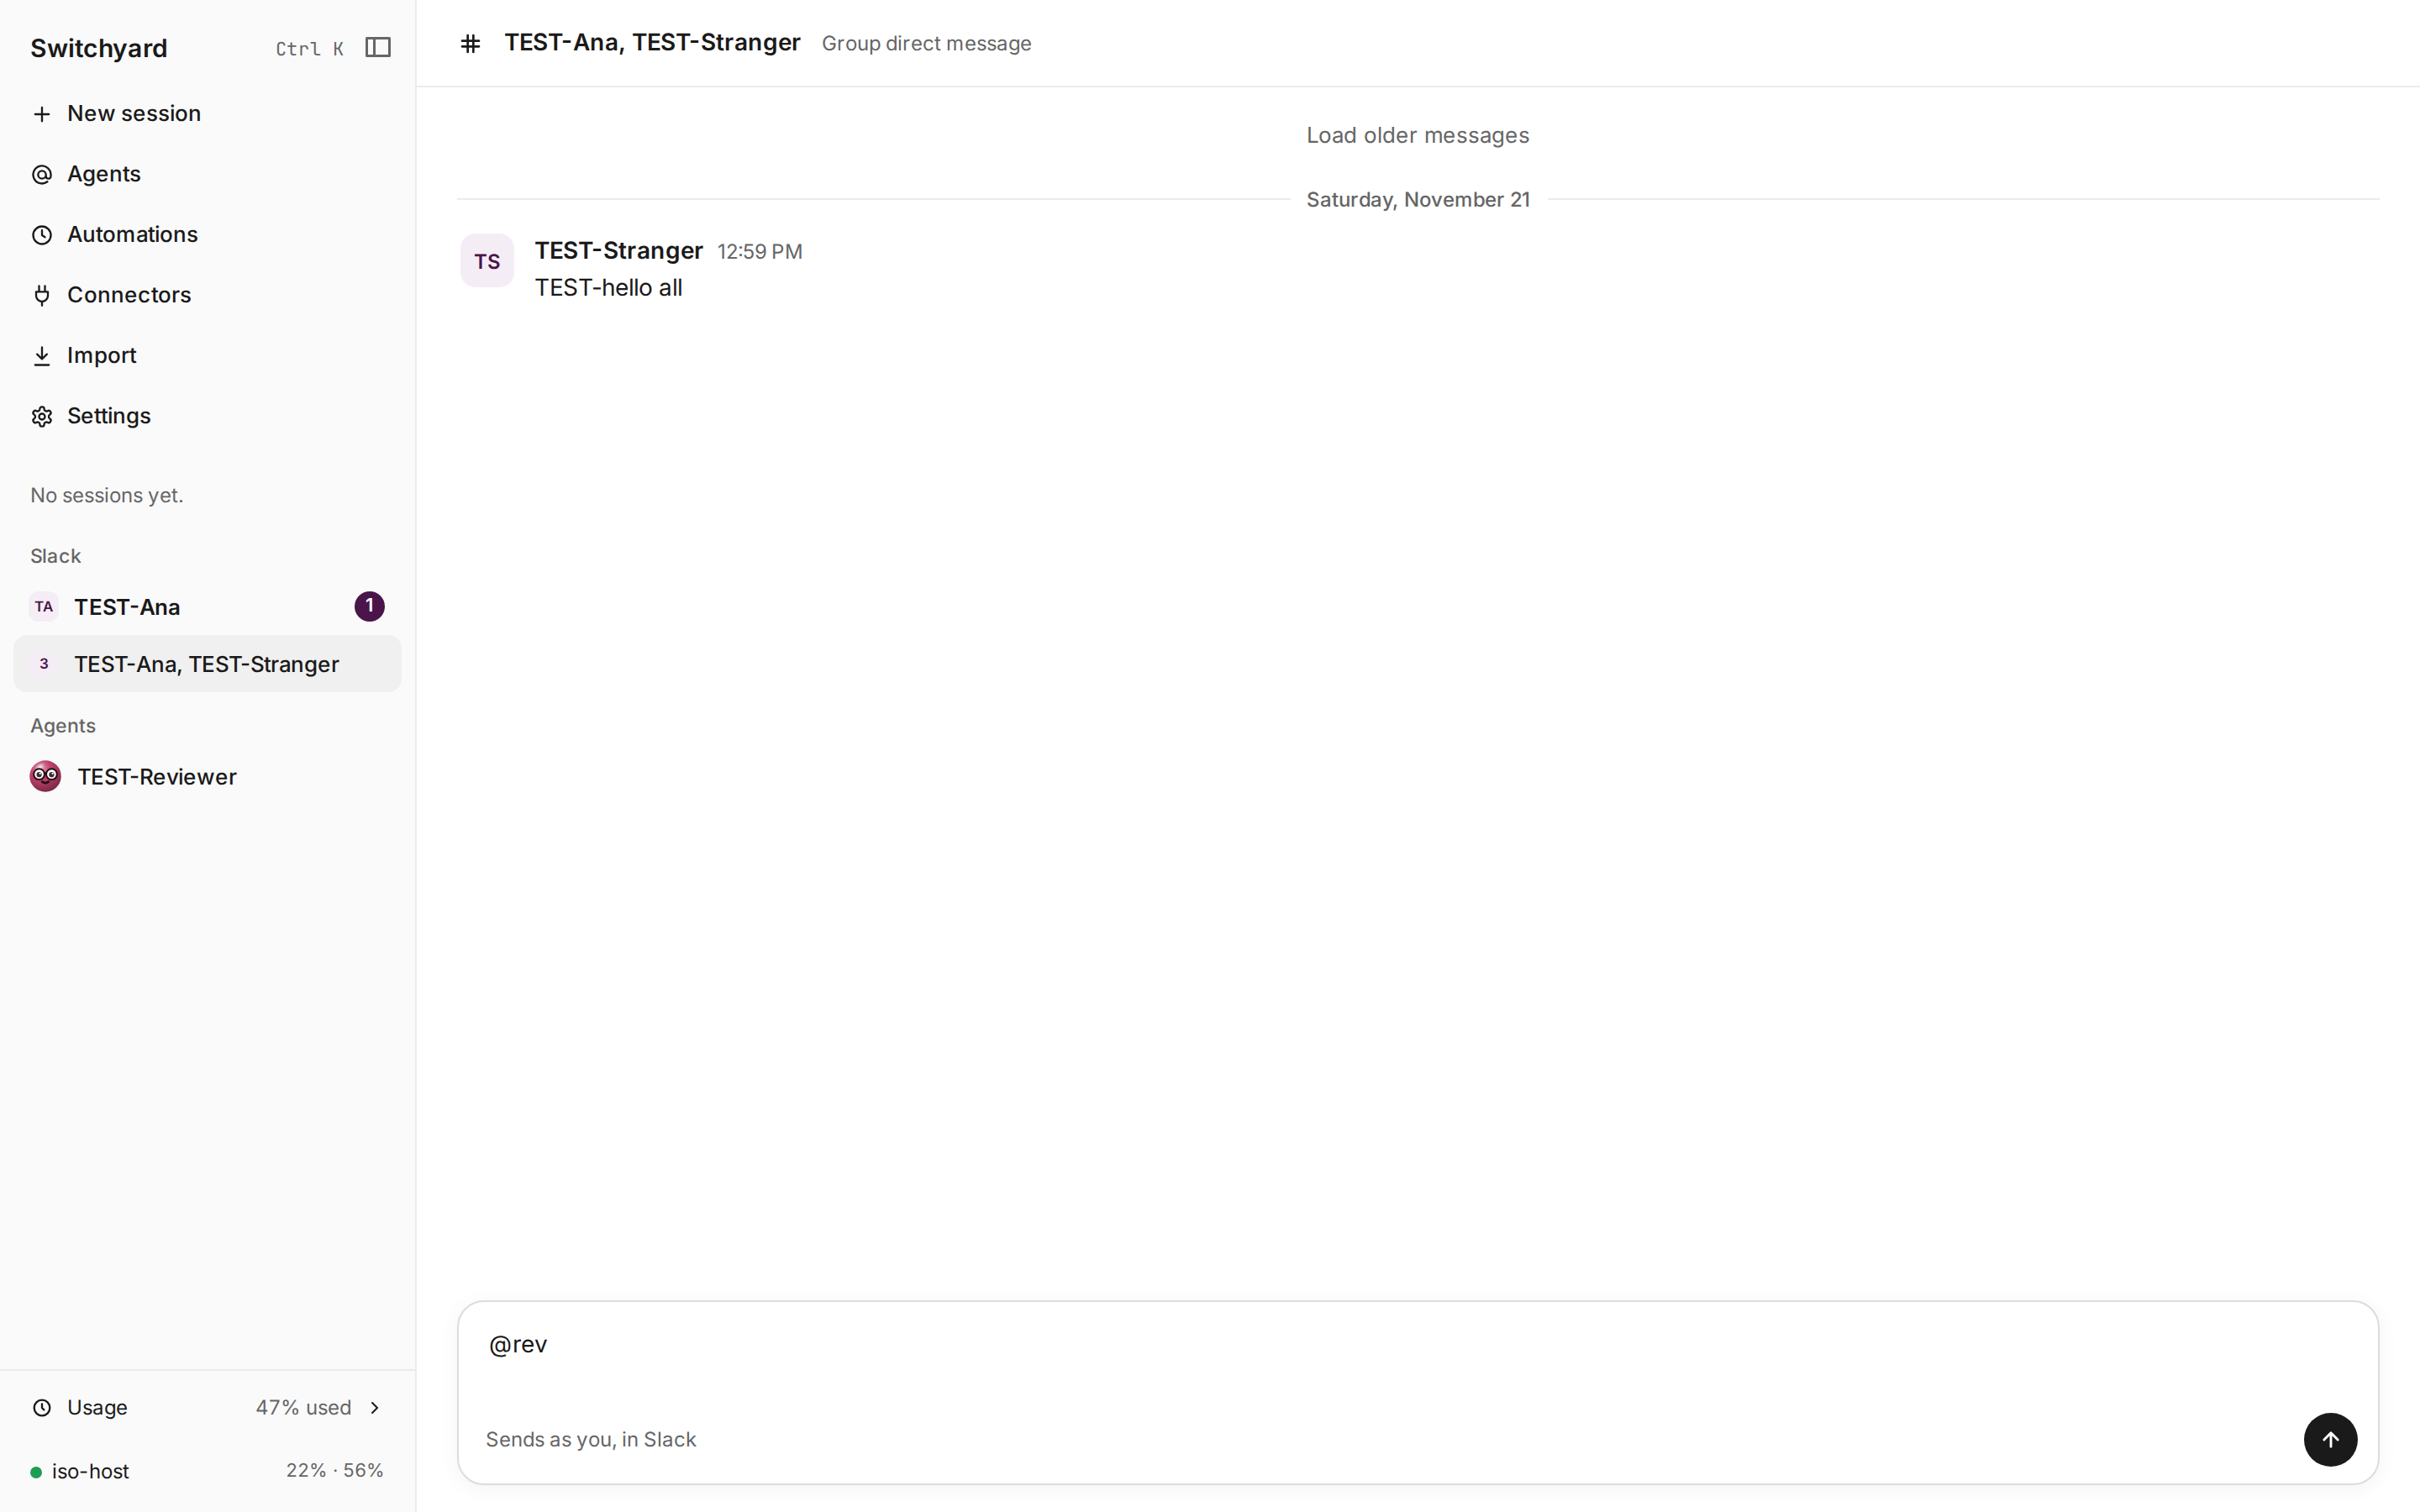 Switchyard Ctrl K
New session
Agents
Automations
Connectors
Import
Settings
No sessions yet.
Slack
TA TEST-Ana 1
3 TEST-Ana, TEST-Stranger
Agents
TEST-Reviewer
Usage 47% used
iso-host 22% · 56%
# TEST-Ana, TEST-Stranger Group direct message
Load older messages
Saturday, November 21
TS TEST-Stranger 12:59 PM
TEST-hello all
@rev
Sends as you, in Slack